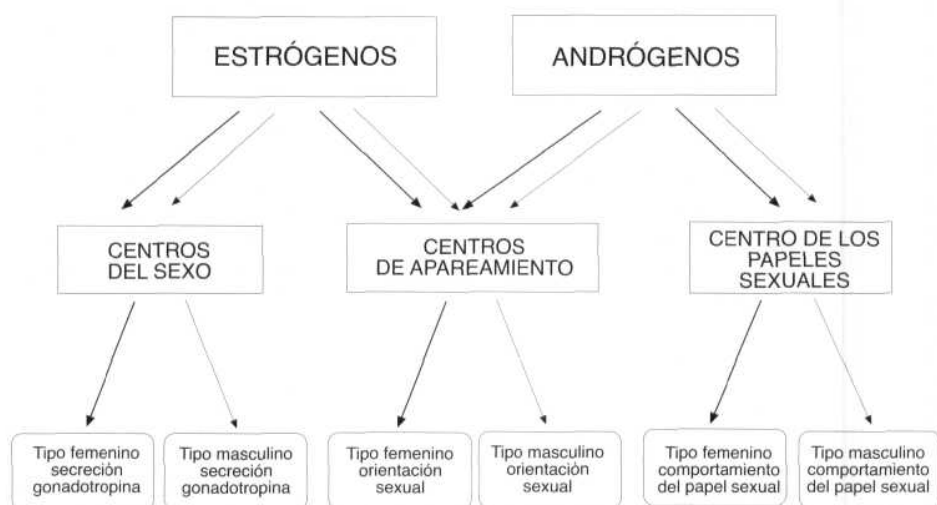 ESTRÓGENOS
ANDRÓGENOS
CENTROS
DEL SEXO
CENTROS
DE APAREAMIENTO
CENTRO DE LOS
PAPELES
SEXUALES
Tipo femenino
secreción
gonadotropina
Tipo masculino
secreción
gonadotropina
Tipo femenino
orientación
sexual
Tipo masculino
orientación
sexual
Tipo femenino
comportamiento
del papel sexual
Tipo masculino
comportamiento
del papel sexual